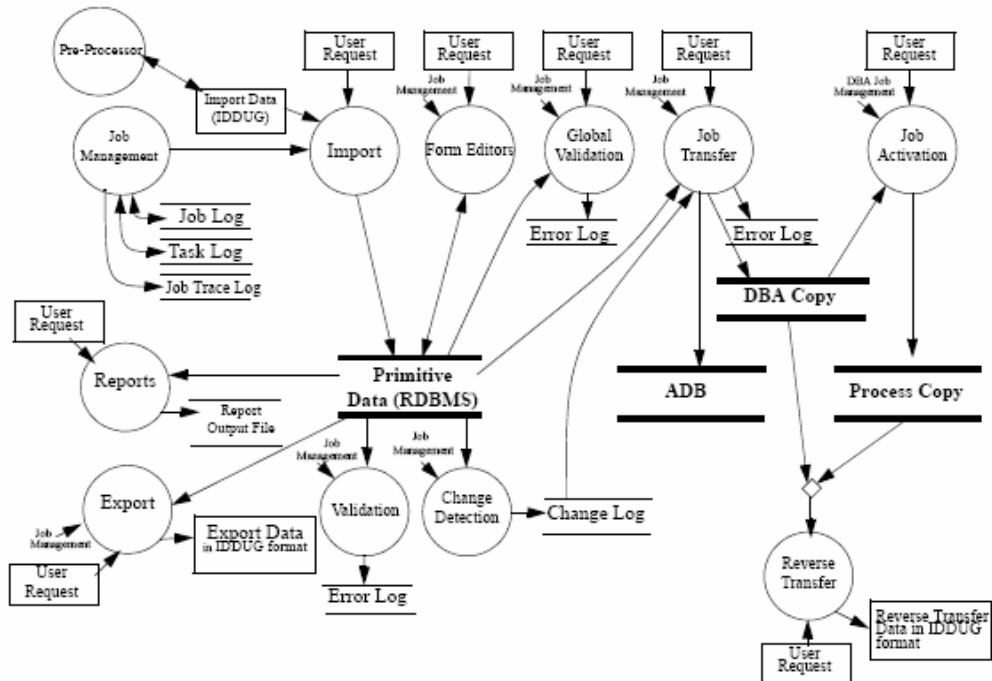 Pre-Processor
User
Request
User
Request
User
Request
User
Request
User
Request
Import Data
(IDDUG)
Job
Management
Job
Management
Job
Management
DBA Job
Management
Job
Management
Import
Form Editors
Global
Validation
Job
Transfer
Job
Activation
Job Log
Task Log
Job Trace Log
Error Log
Error Log
DBA Copy
User
Request
Reports
Primitive
Data (RDBMS)
ADB
Process Copy
Report
Output File
Job
Management
Job
Management
Export
Validation
Change
Detection
Change Log
Job
Management
Export Data
in IDDUG format
User
Request
Error Log
Reverse
Transfer
Reverse Transfer
Data in IDDUG
format
User
Request